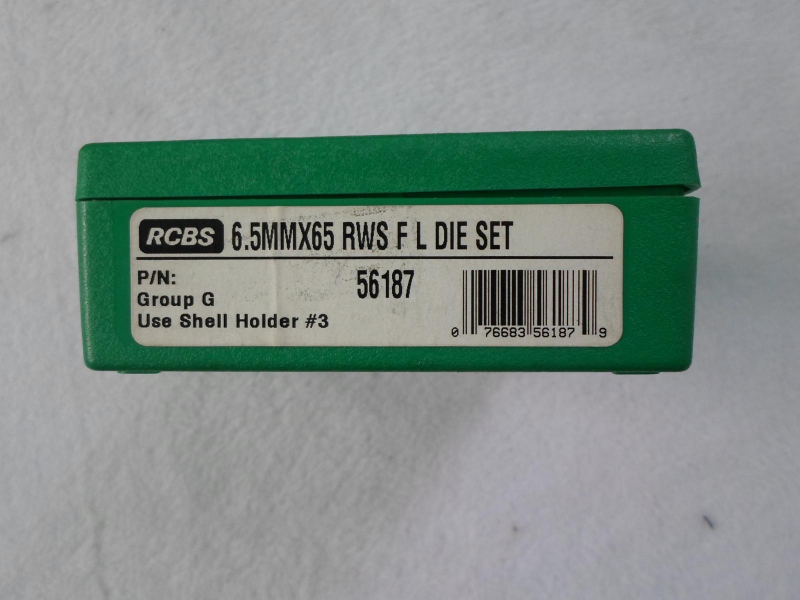 RCBS 6.5MMX65 RWS F L DIE SET
P/N: 56187
Group G
Use Shell Holder #3
0 76683 56187 9